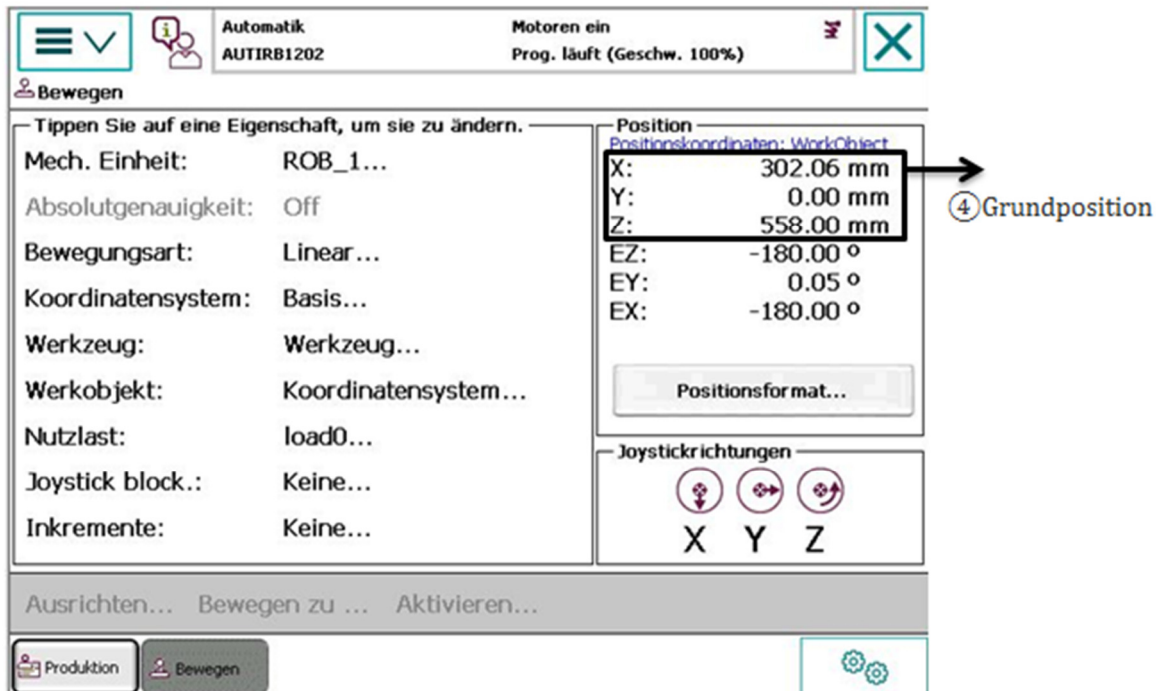 Automatik
AUTIRB1202
Motoren ein
Prog. läuft (Geschw. 100%)
Bewegen
Tippen Sie auf eine Eigenschaft, um sie zu ändern.
Mech. Einheit: ROB_1...
Absolutgenauigkeit: Off
Bewegungsart: Linear...
Koordinatensystem: Basis...
Werkzeug: Werkzeug...
Werkobjekt: Koordinatensystem...
Nutzlast: load0...
Joystick block.: Keine...
Inkremente: Keine...
Position
Positionskoordinaten: WorkObject
X: 302.06 mm
Y: 0.00 mm
Z: 558.00 mm
EZ: -180.00 º
EY: 0.05 º
EX: -180.00 º
④Grundposition
Positionsformat...
Joystickrichtungen
X Y Z
Ausrichten... Bewegen zu ... Aktivieren...
Produktion
Bewegen